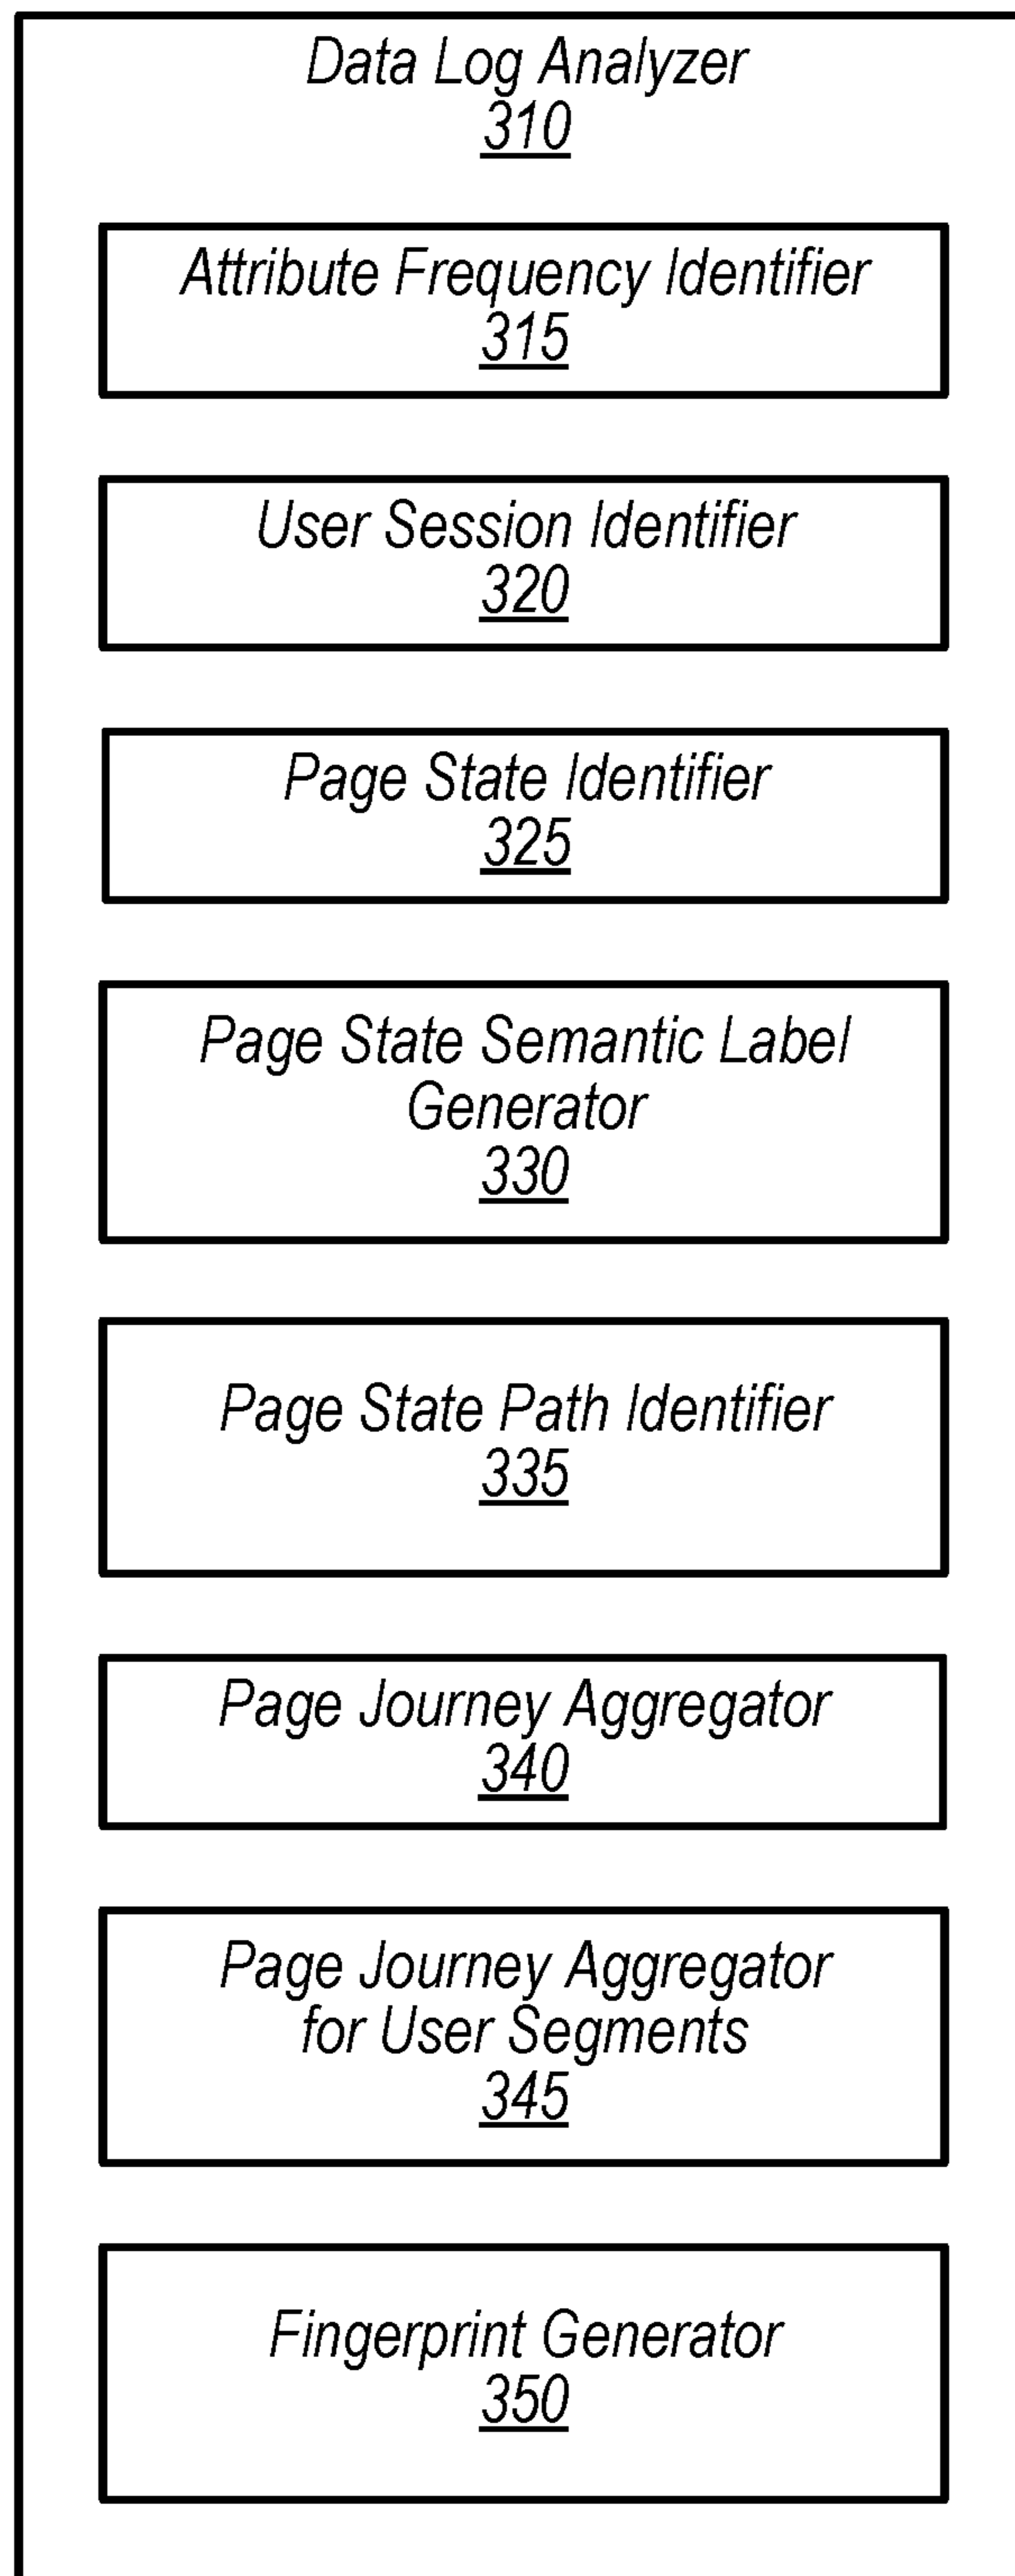 Data Log Analyzer
310
Attribute Frequency Identifier
315
User Session Identifier
320
Page State Identifier
325
Page State Semantic Label
Generator
330
Page State Path Identifier
335
Page Journey Aggregator
340
Page Journey Aggregator
for User Segments
345
Fingerprint Generator
350